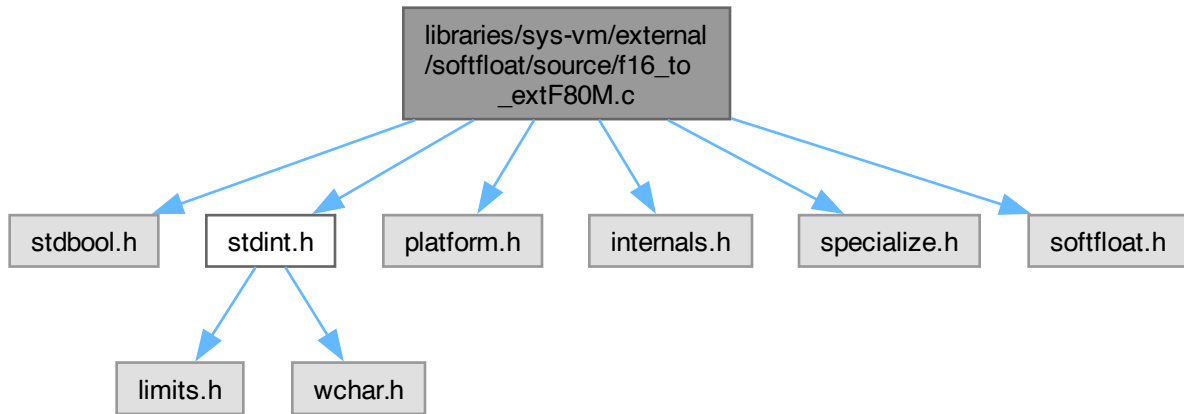 libraries/sys-vm/external
/softfloat/source/f16_to
_extF80M.c
stdbool.h
stdint.h
platform.h
internals.h
specialize.h
softfloat.h
limits.h
wchar.h